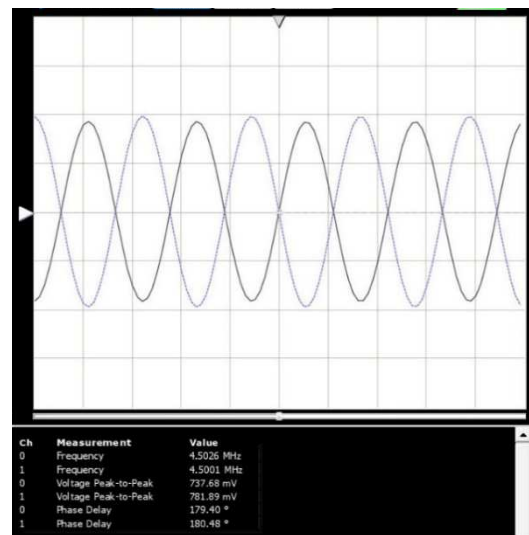 Ch Measurement Value
0 Frequency 4.5026 MHz
1 Frequency 4.5001 MHz
0 Voltage Peak-to-Peak 737.68 mV
1 Voltage Peak-to-Peak 781.89 mV
0 Phase Delay 179.40 °
1 Phase Delay 180.48 °